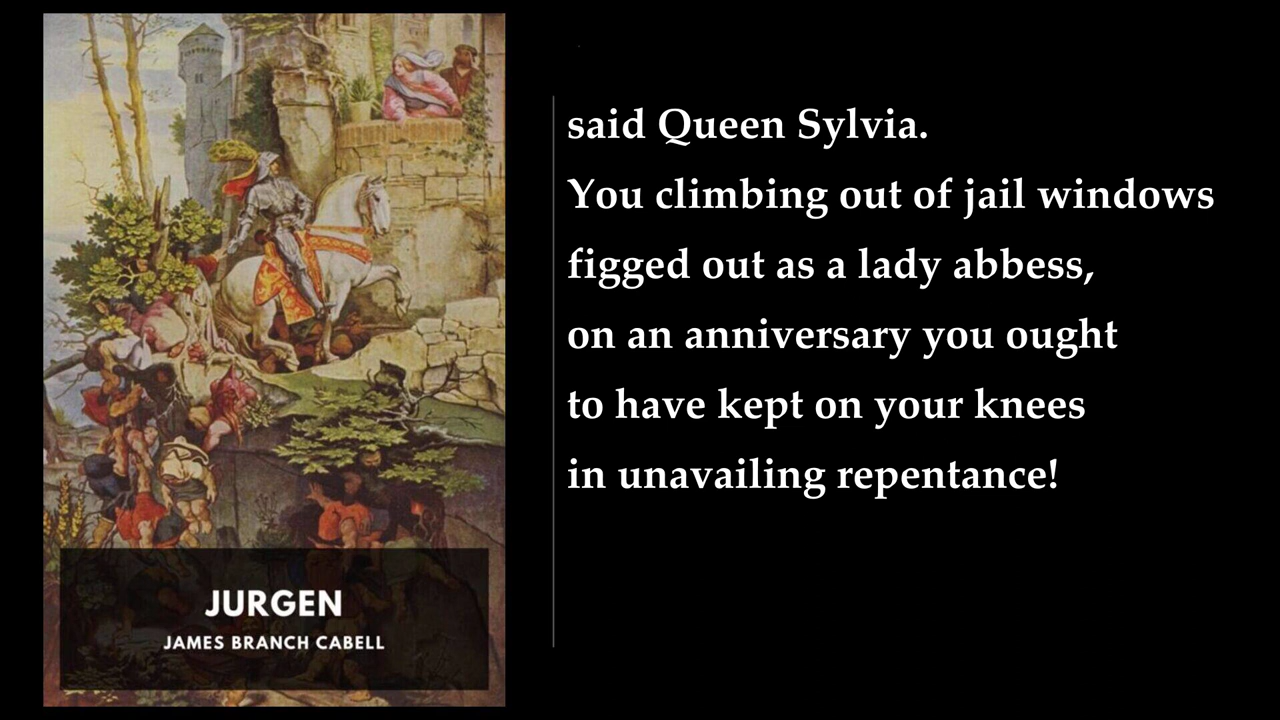 said Queen Sylvia.
You climbing out of jail windows
figged out as a lady abbess,
on an anniversary you ought
to have kept on your knees
in unavailing repentance!
JURGEN
JAMES BRANCH CABELL